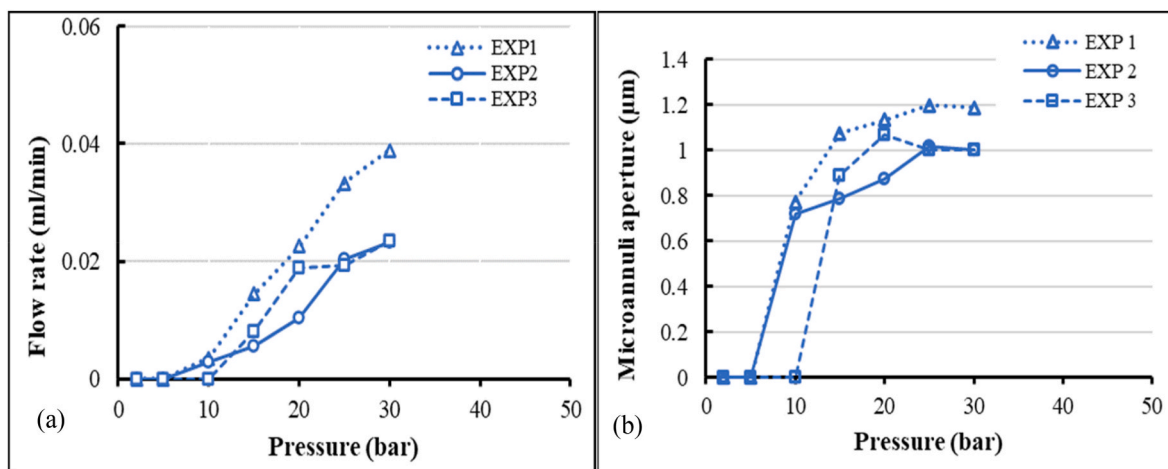 0.06
0.04
0.02
0
0
10
20
30
40
50
Flow rate (ml/min)
Pressure (bar)
EXP1
EXP2
EXP3
(a)
1.4
1.2
1
0.8
0.6
0.4
0.2
0
0
10
20
30
40
50
Microannuli aperture (µm)
Pressure (bar)
EXP 1
EXP 2
EXP 3
(b)